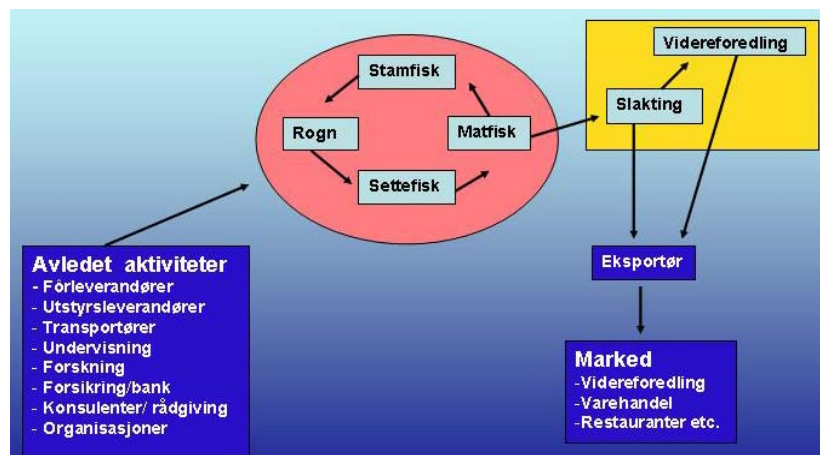 Videreforedling
Stamfisk
Slakting
Rogn
Matfisk
Settefisk
Avledet aktiviteter
- Fôrleverandører
- Utstyrsleverandører
- Transportører
- Undervisning
- Forskning
- Forsikring/bank
- Konsulenter/ rådgiving
- Organisasjoner
Eksportør
Marked
-Videreforedling
-Varehandel
-Restauranter etc.